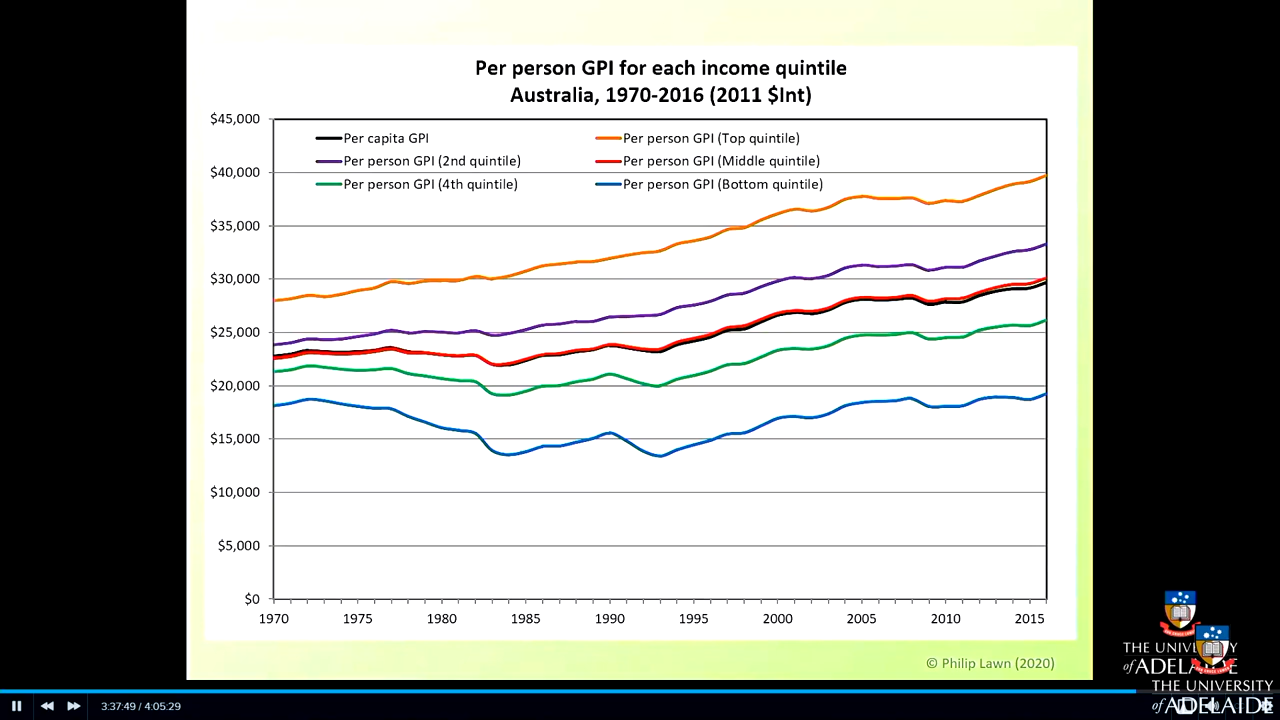 Per person GPI for each income quintile
Australia, 1970-2016 (2011 $Int)
$45,000
Per capita GPI
Per person GPI (Top quintile)
Per person GPI (2nd quintile)
Per person GPI (Middle quintile)
$40,000
Per person GPI (4th quintile)
Per person GPI (Bottom quintile)
$35,000
$30,000
$25,000
$20,000
$15,000
$10,000
$5,000
$0
1970 1975 1980 1985 1990 1995 2000 2005 2010 2015
© Philip Lawn (2020)
THE UNIVERSITY
of ADELAIDE
THE UNIVERSITY
of ADELAIDE
3:37:49 / 4:05:29